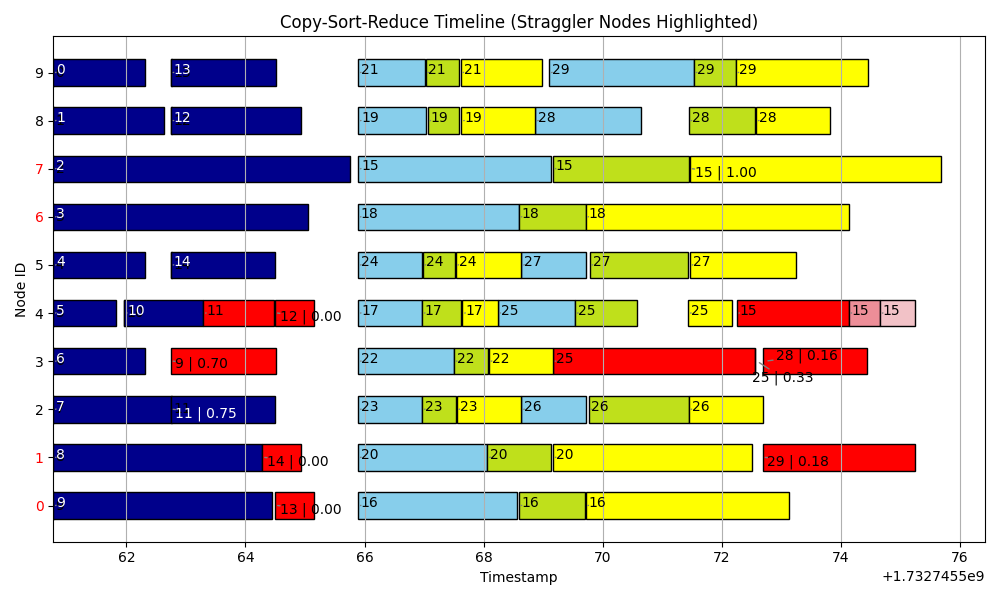 Copy-Sort-Reduce Timeline (Straggler Nodes Highlighted)
Node ID
9 0 13 21 21 21 29 29 29
8 1 12 19 19 19 28 28 28
7 2 15 15 15 | 1.00
6 3 18 18 18
5 4 14 24 24 24 27 27 27
4 5 10 11 12 | 0.00 17 17 17 25 25 25 15 15 15
3 6 9 | 0.70 22 22 22 25 28 | 0.16
25 | 0.33
2 7 11 | 0.75 23 23 23 26 26 26
1 8 14 | 0.00 20 20 20 29 | 0.18
0 9 13 | 0.00 16 16 16
62 64 66 68 70 72 74 76
Timestamp
+1.7327455e9